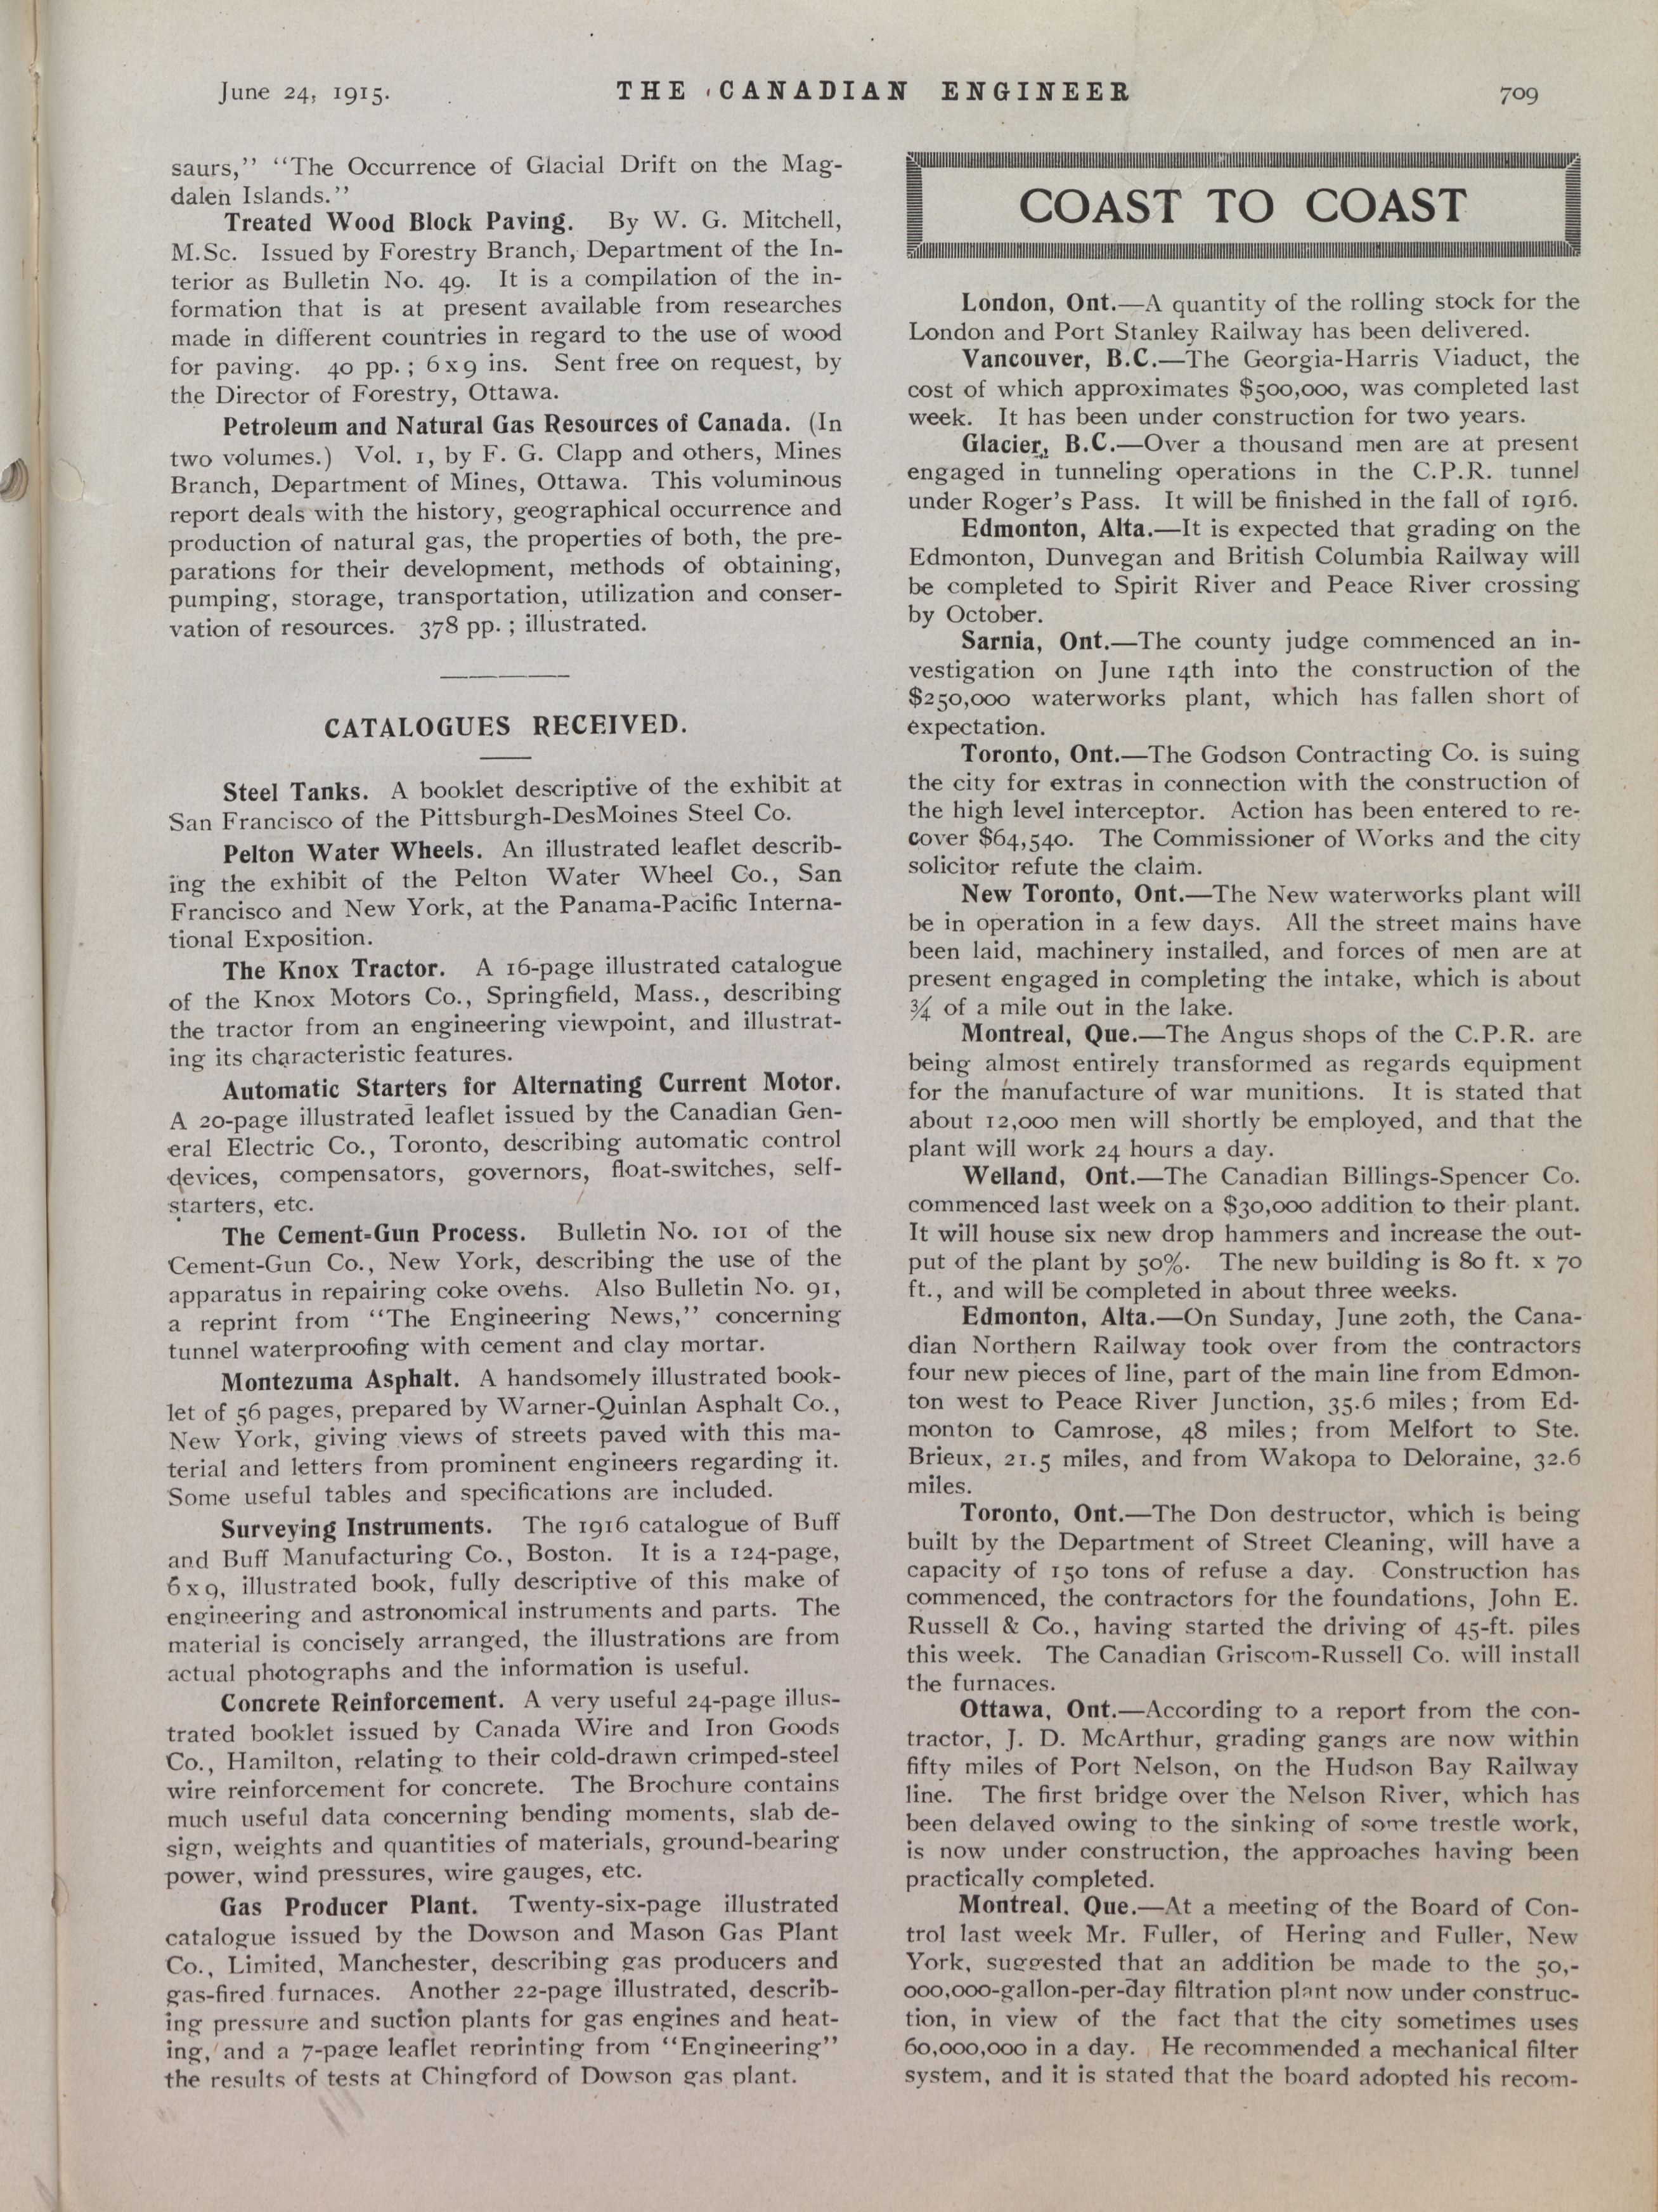 June 24, 1915.
THE CANADIAN ENGINEER
709
saurs,” “The Occurrence of Glacial Drift on the Mag-
dalen Islands.”
Treated Wood Block Paving. By W. G. Mitchell,
M.Sc. Issued by Forestry Branch, Department of the In-
terior as Bulletin No. 49. It is a compilation of the in-
formation that is at present available from researches
made in different countries in regard to the use of wood
for paving. 40 pp.; 6 x 9 ins. Sent free on request, by
the Director of Forestry, Ottawa.
Petroleum and Natural Gas Resources of Canada. (In
two volumes.) Vol. 1, by F. G. Clapp and others, Mines
Branch, Department of Mines, Ottawa. This voluminous
report deals with the history, geographical occurrence and
production of natural gas, the properties of both, the pre-
parations for their development, methods of obtaining,
pumping, storage, transportation, utilization and conser-
vation of resources. 378 pp.; illustrated.
CATALOGUES RECEIVED.
Steel Tanks. A booklet descriptive of the exhibit at
San Francisco of the Pittsburgh-DesMoines Steel Co.
Pelton Water Wheels. An illustrated leaflet describ-
ing the exhibit of the Pelton Water Wheel Co., San
Francisco and New York, at the Panama-Pacific Interna-
tional Exposition.
The Knox Tractor. A 16-page illustrated catalogue
of the Knox Motors Co., Springfield, Mass., describing
the tractor from an engineering viewpoint, and illustrat-
ing its characteristic features.
Automatic Starters for Alternating Current Motor.
A 20-page illustrated leaflet issued by the Canadian Gen-
eral Electric Co., Toronto, describing automatic control
devices, compensators, governors, float-switches, self-
starters, etc.
The Cement-Gun Process. Bulletin No. 101 of the
Cement-Gun Co., New York, describing the use of the
apparatus in repairing coke ovens. Also Bulletin No. 91,
a reprint from “The Engineering News,” concerning
tunnel waterproofing with cement and clay mortar.
Montezuma Asphalt. A handsomely illustrated book-
let of 56 pages, prepared by Warner-Quinlan Asphalt Co.,
New York, giving views of streets paved with this ma-
terial and letters from prominent engineers regarding it.
Some useful tables and specifications are included.
Surveying Instruments. The 1916 catalogue of Buff
and Buff Manufacturing Co., Boston. It is a 124-page,
6 x 9, illustrated book, fully descriptive of this make of
engineering and astronomical instruments and parts. The
material is concisely arranged, the illustrations are from
actual photographs and the information is useful.
Concrete Reinforcement. A very useful 24-page illus-
trated booklet issued by Canada Wire and Iron Goods
Co., Hamilton, relating to their cold-drawn crimped-steel
wire reinforcement for concrete. The Brochure contains
much useful data concerning bending moments, slab de-
sign, weights and quantities of materials, ground-bearing
power, wind pressures, wire gauges, etc.
Gas Producer Plant. Twenty-six-page illustrated
catalogue issued by the Dowson and Mason Gas Plant
Co., Limited, Manchester, describing gas producers and
gas-fired furnaces. Another 22-page illustrated, describ-
ing pressure and suction plants for gas engines and heat-
ing, and a 7-page leaflet reprinting from “Engineering”
the results of tests at Chingford of Dowson gas plant.
COAST TO COAST
London, Ont.—A quantity of the rolling stock for the
London and Port Stanley Railway has been delivered.
Vancouver, B.C.—The Georgia-Harris Viaduct, the
cost of which approximates $500,000, was completed last
week. It has been under construction for two years.
Glacier, B.C.—Over a thousand men are at present
engaged in tunneling operations in the C.P.R. tunnel
under Roger’s Pass. It will be finished in the fall of 1916.
Edmonton, Alta.—It is expected that grading on the
Edmonton, Dunvegan and British Columbia Railway will
be completed to Spirit River and Peace River crossing
by October.
Sarnia, Ont.—The county judge commenced an in-
vestigation on June 14th into the construction of the
$250,000 waterworks plant, which has fallen short of
expectation.
Toronto, Ont.—The Godson Contracting Co. is suing
the city for extras in connection with the construction of
the high level interceptor. Action has been entered to re-
cover $64,540. The Commissioner of Works and the city
solicitor refute the claim.
New Toronto, Ont.—The New waterworks plant will
be in operation in a few days. All the street mains have
been laid, machinery installed, and forces of men are at
present engaged in completing the intake, which is about
¾ of a mile out in the lake.
Montreal, Que.—The Angus shops of the C.P.R. are
being almost entirely transformed as regards equipment
for the manufacture of war munitions. It is stated that
about 12,000 men will shortly be employed, and that the
plant will work 24 hours a day.
Welland, Ont.—The Canadian Billings-Spencer Co.
commenced last week on a $30,000 addition to their plant.
It will house six new drop hammers and increase the out-
put of the plant by 50%. The new building is 80 ft. x 70
ft., and will be completed in about three weeks.
Edmonton, Alta.—On Sunday, June 20th, the Cana-
dian Northern Railway took over from the contractors
four new pieces of line, part of the main line from Edmon-
ton west to Peace River Junction, 35.6 miles; from Ed-
monton to Camrose, 48 miles; from Melfort to Ste.
Brieux, 21.5 miles, and from Wakopa to Deloraine, 32.6
miles.
Toronto, Ont.—The Don destructor, which is being
built by the Department of Street Cleaning, will have a
capacity of 150 tons of refuse a day. Construction has
commenced, the contractors for the foundations, John E.
Russell & Co., having started the driving of 45-ft. piles
this week. The Canadian Griscom-Russell Co. will install
the furnaces.
Ottawa, Ont.—According to a report from the con-
tractor, J. D. McArthur, grading gangs are now within
fifty miles of Port Nelson, on the Hudson Bay Railway
line. The first bridge over the Nelson River, which has
been delayed owing to the sinking of some trestle work,
is now under construction, the approaches having been
practically completed.
Montreal, Que.—At a meeting of the Board of Con-
trol last week Mr. Fuller, of Hering and Fuller, New
York, suggested that an addition be made to the 50,-
000,000-gallon-per-day filtration plant now under construc-
tion, in view of the fact that the city sometimes uses
60,000,000 in a day. He recommended a mechanical filter
system, and it is stated that the board adopted his recom-